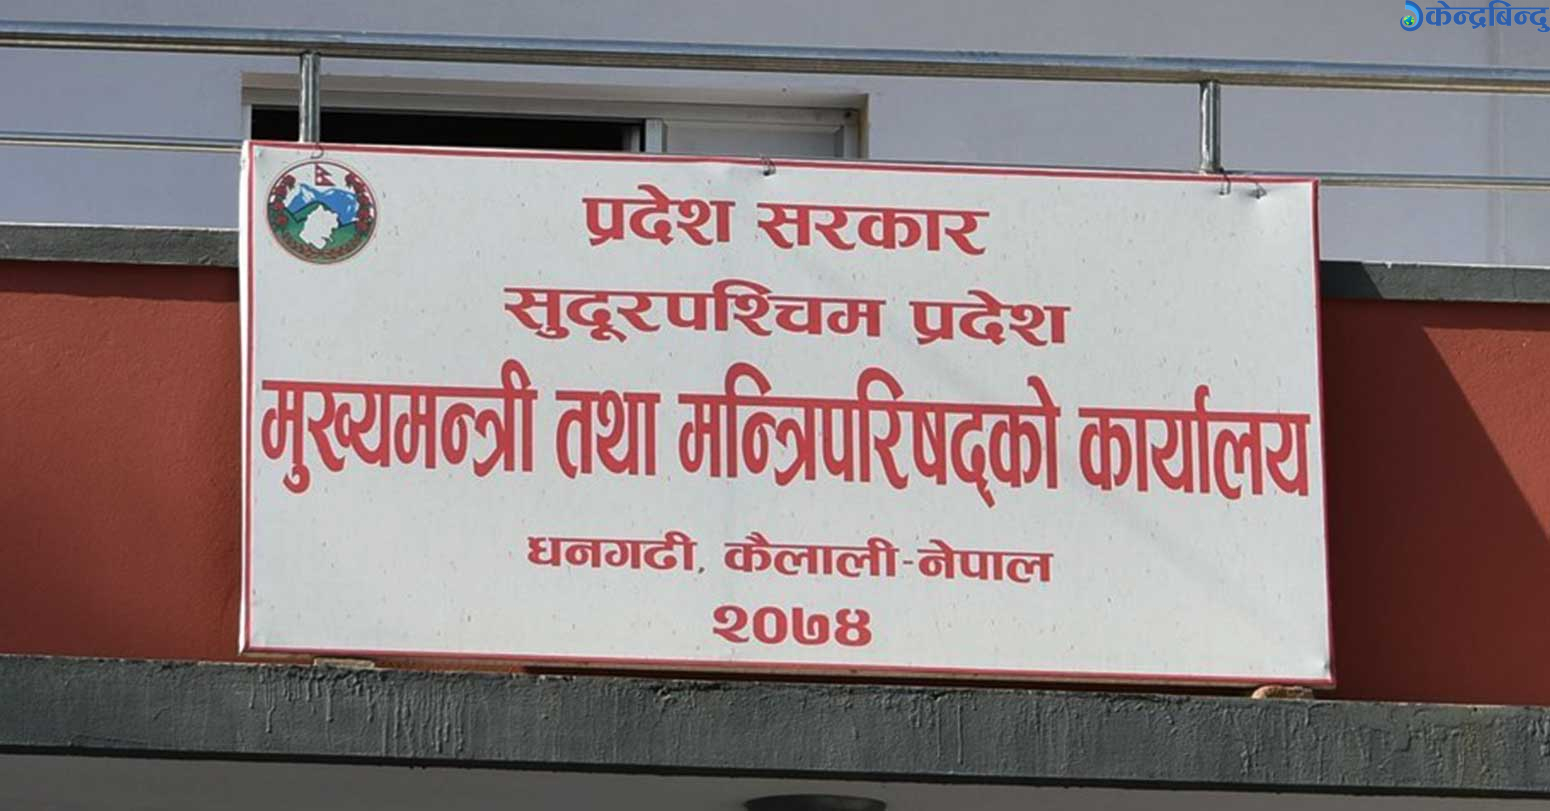 केन्द्रबिन्दु
प्रदेश सरकार
सुदूरपश्चिम प्रदेश
मुख्यमन्त्री तथा मन्त्रिपरिषद्को कार्यालय
धनगढी, कैलाली-नेपाल
२०७४